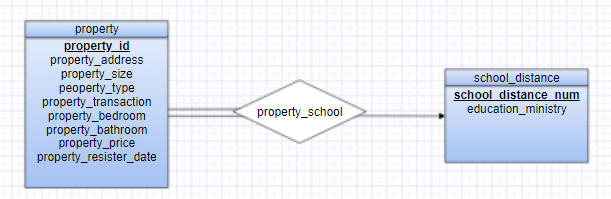 property
property_id
property_address
property_size
peoperty_type
property_transaction
property_bedroom
property_bathroom
property_price
property_resister_date
property_school
school_distance
school_distance_num
education_ministry